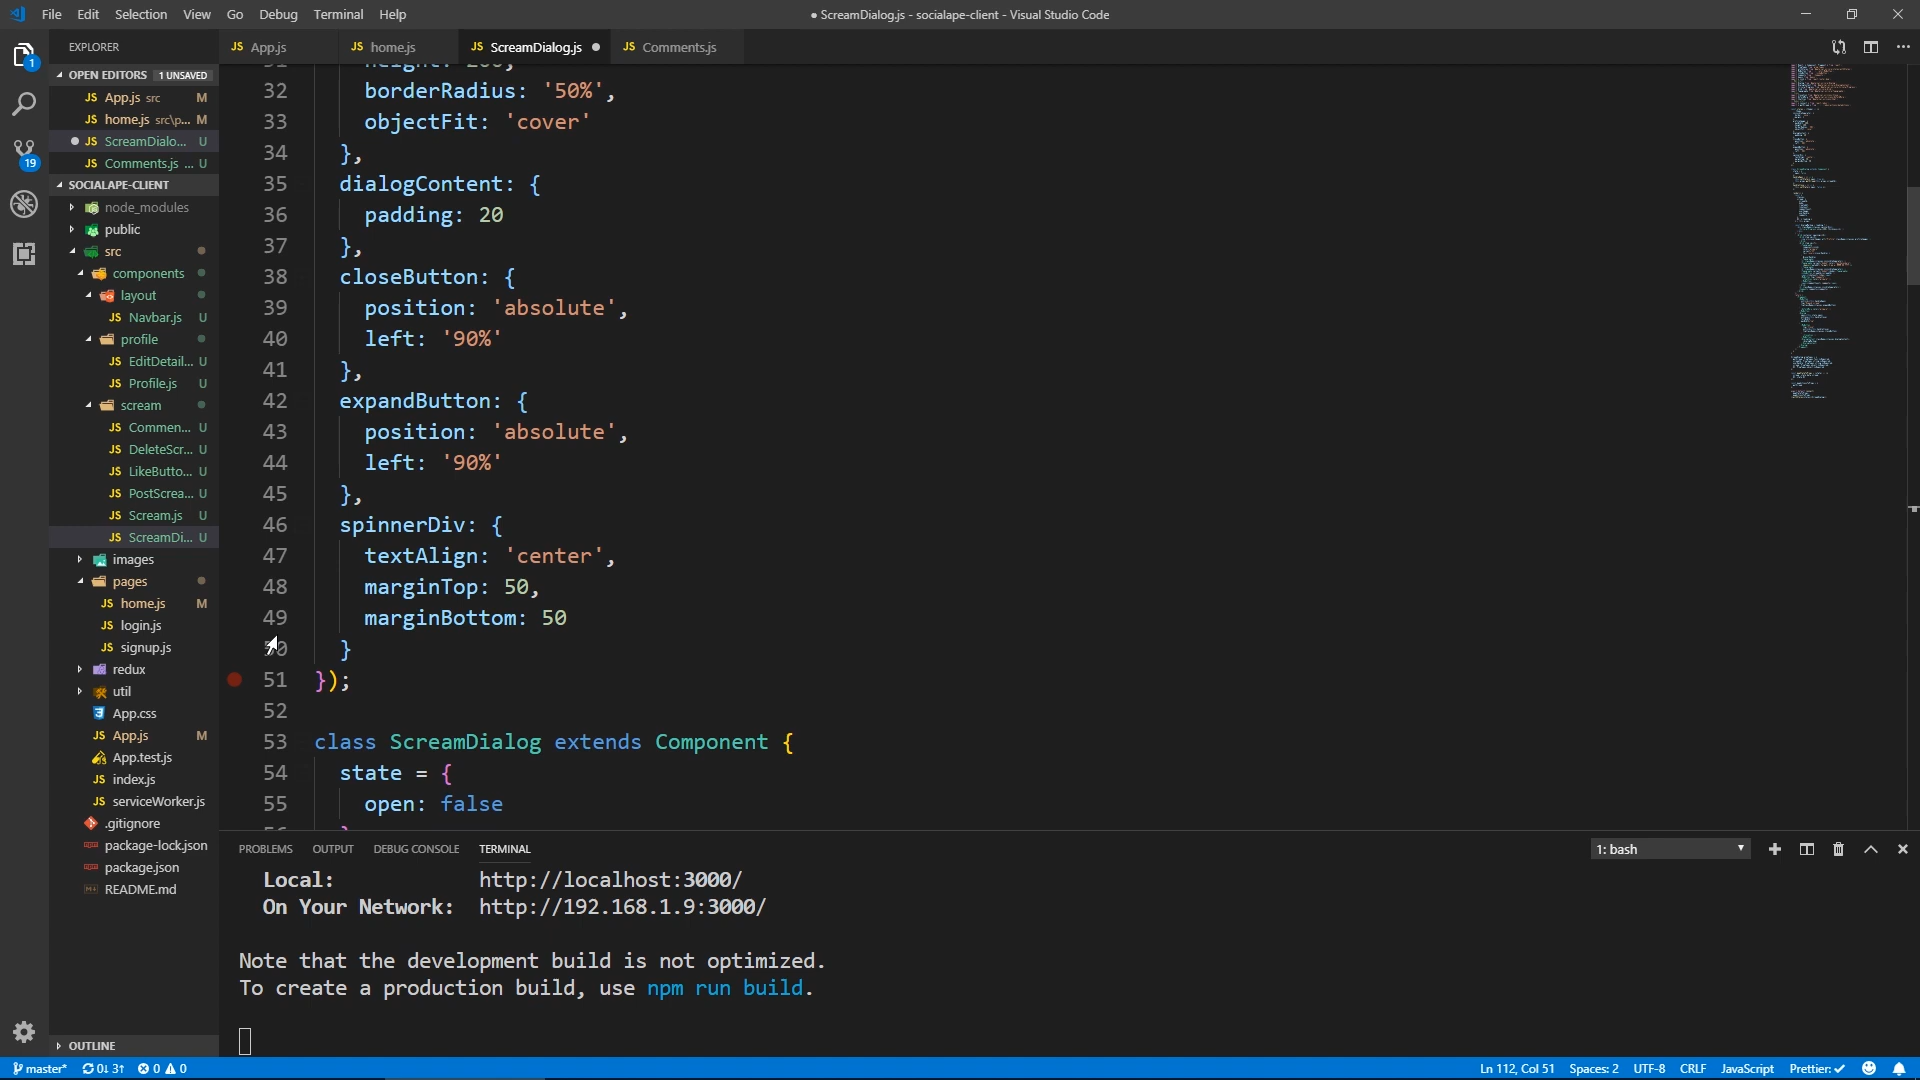 File Edit Selection View Go Debug Terminal Help
● ScreamDialog.js - socialape-client - Visual Studio Code
EXPLORER
JS App.js
JS home.js
JS ScreamDialog.js ●
JS Comments.js
OPEN EDITORS 1 UNSAVED
JS App.js src M
JS home.js src\p... M
JS ScreamDialo... U
JS Comments.js ... U
SOCIALAPE-CLIENT
node_modules
public
src
components
layout
JS Navbar.js U
profile
JS EditDetail... U
JS Profile.js U
scream
JS Commen... U
JS DeleteScr... U
JS LikeButto... U
JS PostScrea... U
JS Scream.js U
JS ScreamDi... U
images
pages
JS home.js M
JS login.js
JS signup.js
redux
util
App.css
JS App.js M
App.test.js
JS index.js
JS serviceWorker.js
.gitignore
package-lock.json
package.json
README.md
OUTLINE
1
19
32 borderRadius: '50%',
33 objectFit: 'cover'
34 },
35 dialogContent: {
36 padding: 20
37 },
38 closeButton: {
39 position: 'absolute',
40 left: '90%'
41 },
42 expandButton: {
43 position: 'absolute',
44 left: '90%'
45 },
46 spinnerDiv: {
47 textAlign: 'center',
48 marginTop: 50,
49 marginBottom: 50
50 }
51 });
52
53 class ScreamDialog extends Component {
54 state = {
55 open: false
PROBLEMS OUTPUT DEBUG CONSOLE TERMINAL
1: bash
Local: http://localhost:3000/
On Your Network: http://192.168.1.9:3000/
Note that the development build is not optimized.
To create a production build, use npm run build.
master* 0↓ 3↑ 0 0
Ln 112, Col 51 Spaces: 2 UTF-8 CRLF JavaScript Prettier: ✓